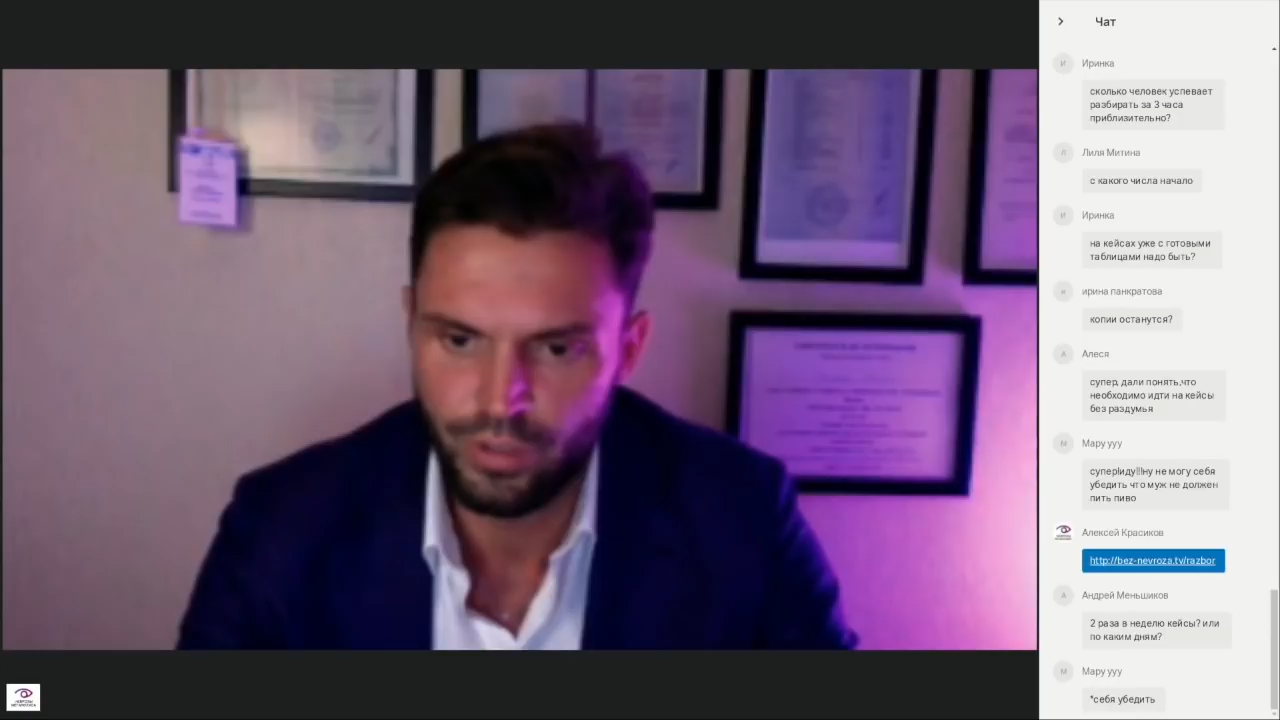 Чат
Иринка
сколько человек успевает
разбирать за 3 часа
приблизительно?
Лиля Митина
с какого числа начало
Иринка
на кейсах уже с готовыми
таблицами надо быть?
ирина панкратова
копии останутся?
Алеся
супер, дали понять,что
необходимо идти на кейсы
без раздумья
Мару ууу
супер!иду!!!ну не могу себя
убедить что муж не должен
пить пиво
Алексей Красиков
http://bez-nevroza.tv/razbor
Андрей Меньшиков
2 раза в неделю кейсы? или
по каким дням?
Мару ууу
*себя убедить